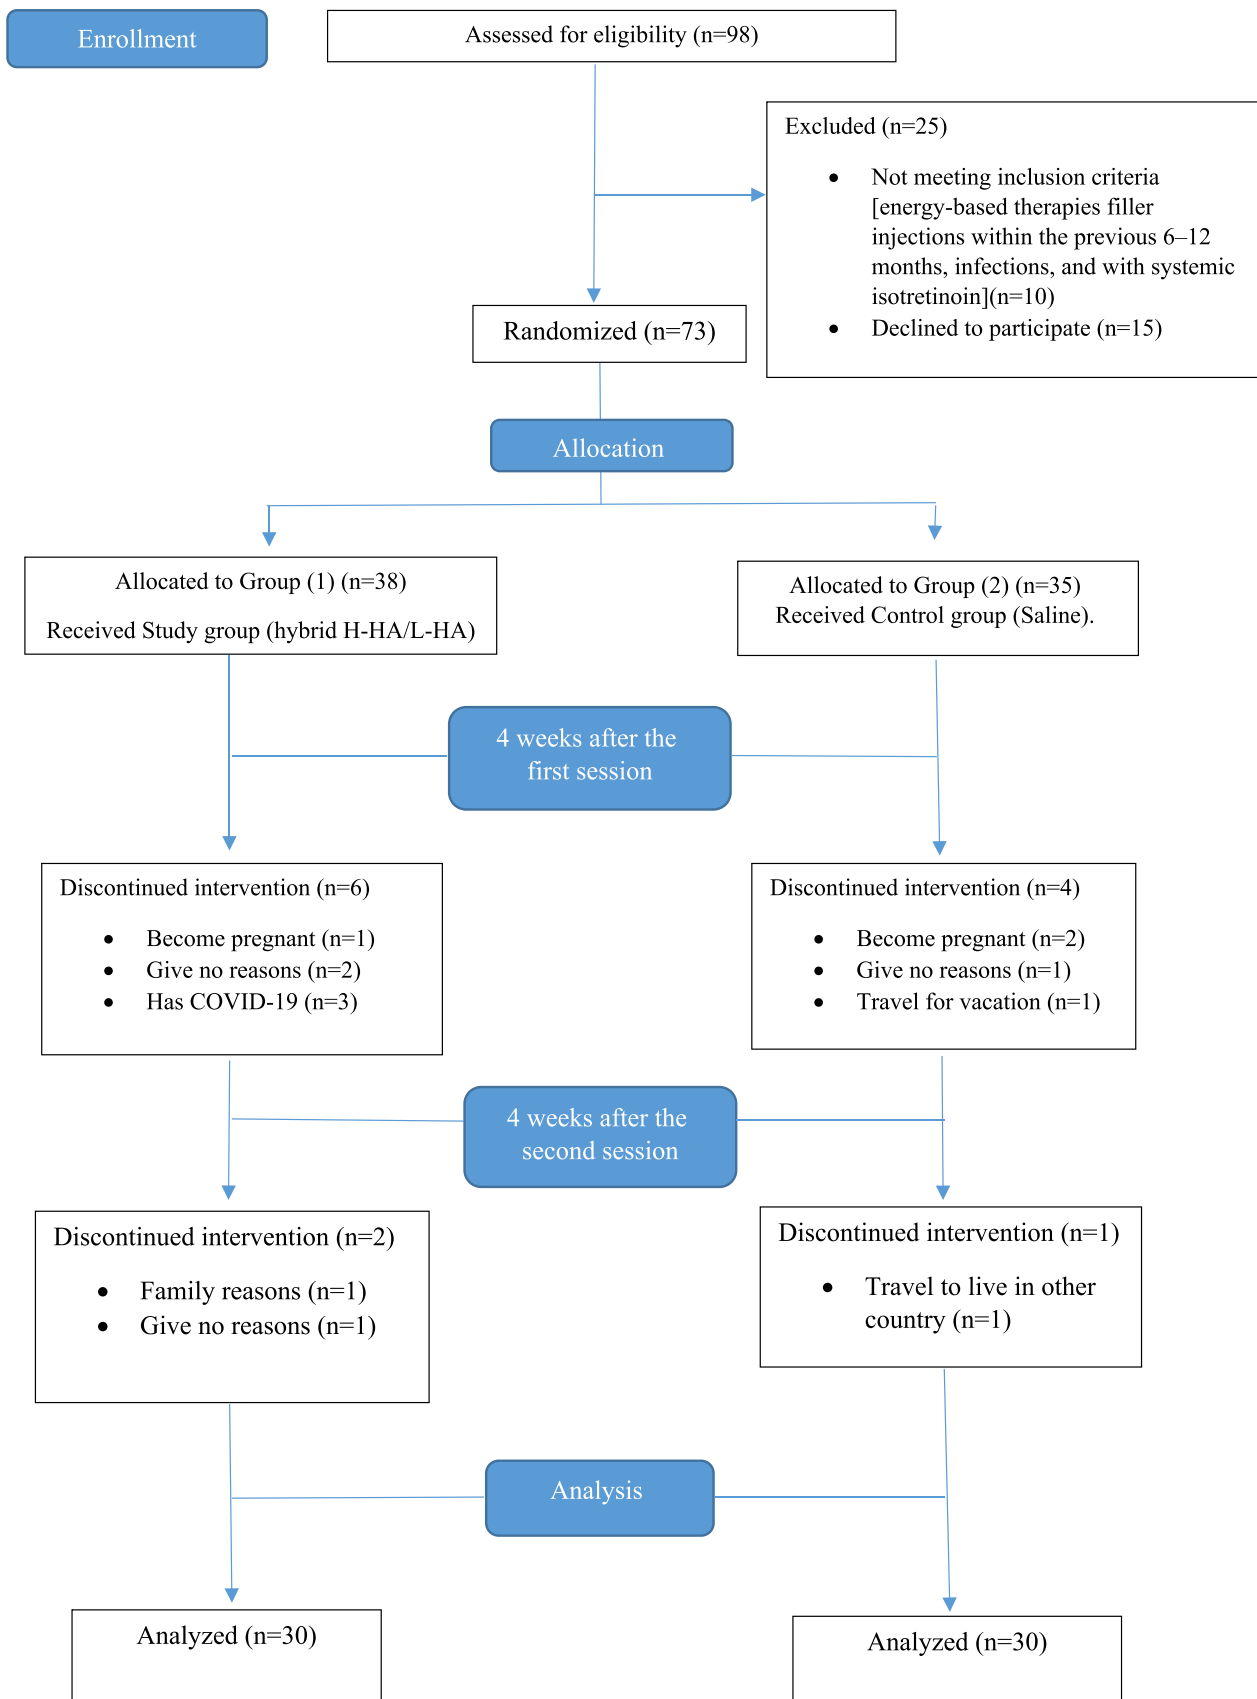 Enrollment
Assessed for eligibility (n=98)
Excluded (n=25)
• Not meeting inclusion criteria
[energy-based therapies filler
injections within the previous 6–12
months, infections, and with systemic
isotretinoin](n=10)
• Declined to participate (n=15)
Randomized (n=73)
Allocation
Allocated to Group (1) (n=38)
Received Study group (hybrid H-HA/L-HA)
Allocated to Group (2) (n=35)
Received Control group (Saline).
4 weeks after the
first session
Discontinued intervention (n=6)
• Become pregnant (n=1)
• Give no reasons (n=2)
• Has COVID-19 (n=3)
Discontinued intervention (n=4)
• Become pregnant (n=2)
• Give no reasons (n=1)
• Travel for vacation (n=1)
4 weeks after the
second session
Discontinued intervention (n=2)
• Family reasons (n=1)
• Give no reasons (n=1)
Discontinued intervention (n=1)
• Travel to live in other
country (n=1)
Analysis
Analyzed (n=30)
Analyzed (n=30)